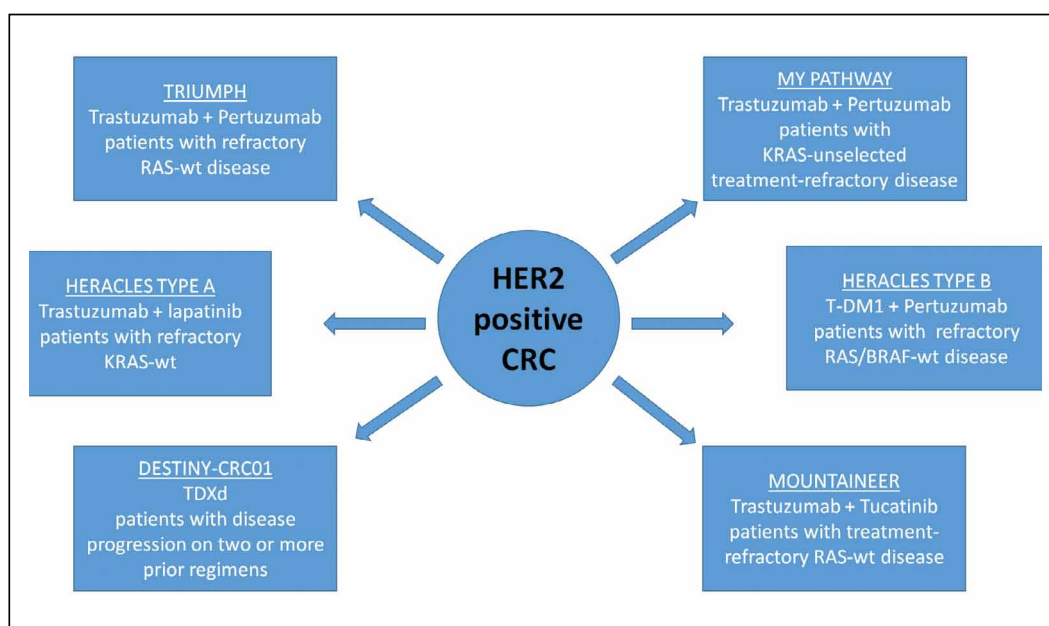 TRIUMPH
Trastuzumab + Pertuzumab
patients with refractory
RAS-wt disease
MY PATHWAY
Trastuzumab + Pertuzumab
patients with
KRAS-unselected
treatment-refractory disease
HERACLES TYPE A
Trastuzumab + lapatinib
patients with refractory
KRAS-wt
HER2
positive
CRC
HERACLES TYPE B
T-DM1 + Pertuzumab
patients with refractory
RAS/BRAF-wt disease
DESTINY-CRC01
TDXd
patients with disease
progression on two or more
prior regimens
MOUNTAINEER
Trastuzumab + Tucatinib
patients with treatment-
refractory RAS-wt disease